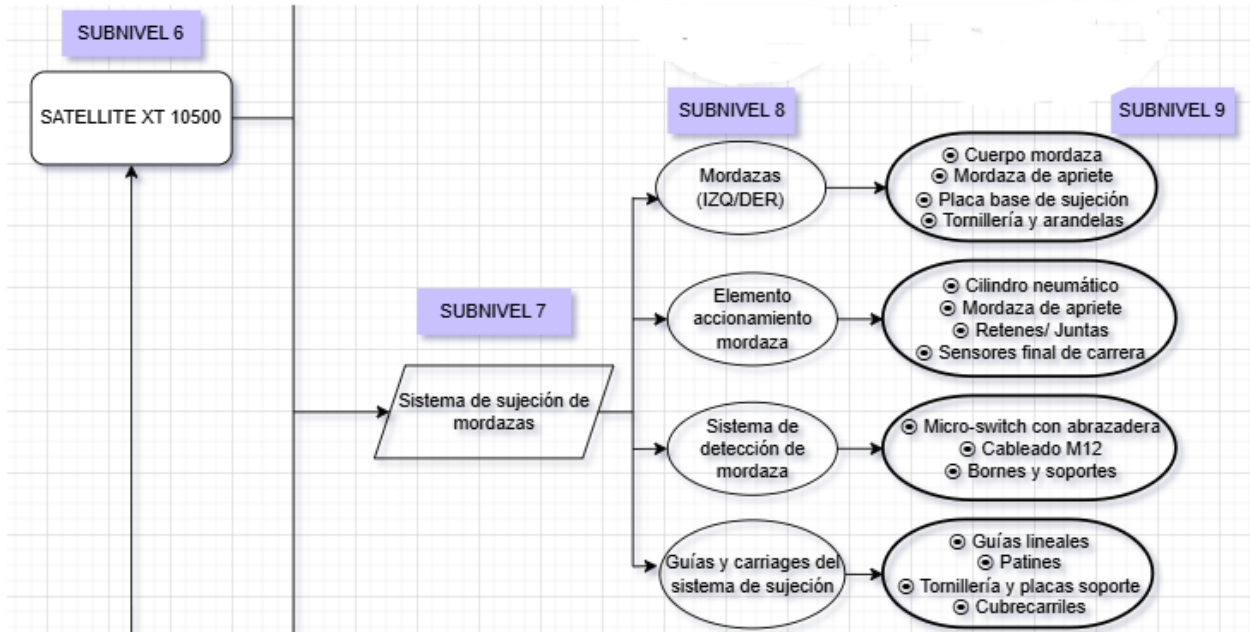 SUBNIVEL 6
SATELLITE XT 10500
SUBNIVEL 7
Sistema de sujeción de
mordazas
SUBNIVEL 8
SUBNIVEL 9
Mordazas
(IZQ/DER)
Cuerpo mordaza
Mordaza de apriete
Placa base de sujeción
Tornillería y arandelas
Elemento
accionamiento
mordaza
Cilindro neumático
Mordaza de apriete
Retenes/ Juntas
Sensores final de carrera
Sistema de
detección de
mordaza
Micro-switch con abrazadera
Cableado M12
Bornes y soportes
Guías y carriages del
sistema de sujeción
Guías lineales
Patines
Tornillería y placas soporte
Cubrecarriles